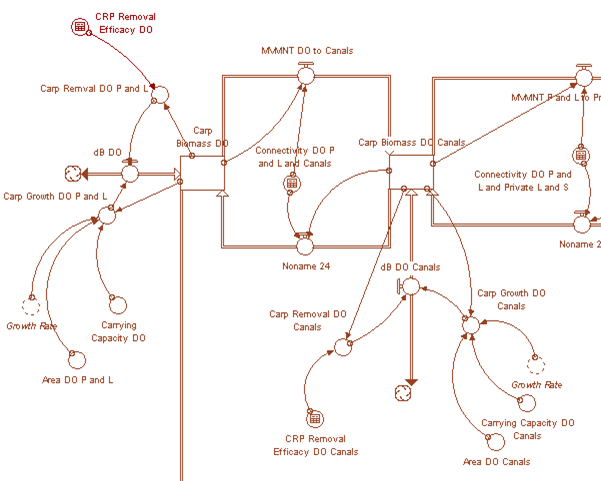 CRP Removal
Efficacy DO
MVMNT DO to Canals
Carp Remval DO P and L
MVMNT P and L to Pr
Carp
Biomass DO
Connectivity DO P
and L and Canals
Carp Biomass DO Canals
dB DO
Connectivity DO P and
L and Private L and S
Carp Growth DO P and L
Noname 24
Noname 2
dB DO Canals
Growth Rate
Carrying
Capacity DO
Carp Removal DO
Canals
Carp Growth DO
Canals
Area DO P and L
Growth Rate
Carrying Capacity DO
Canals
CRP Removal
Efficacy DO Canals
Area DO Canals